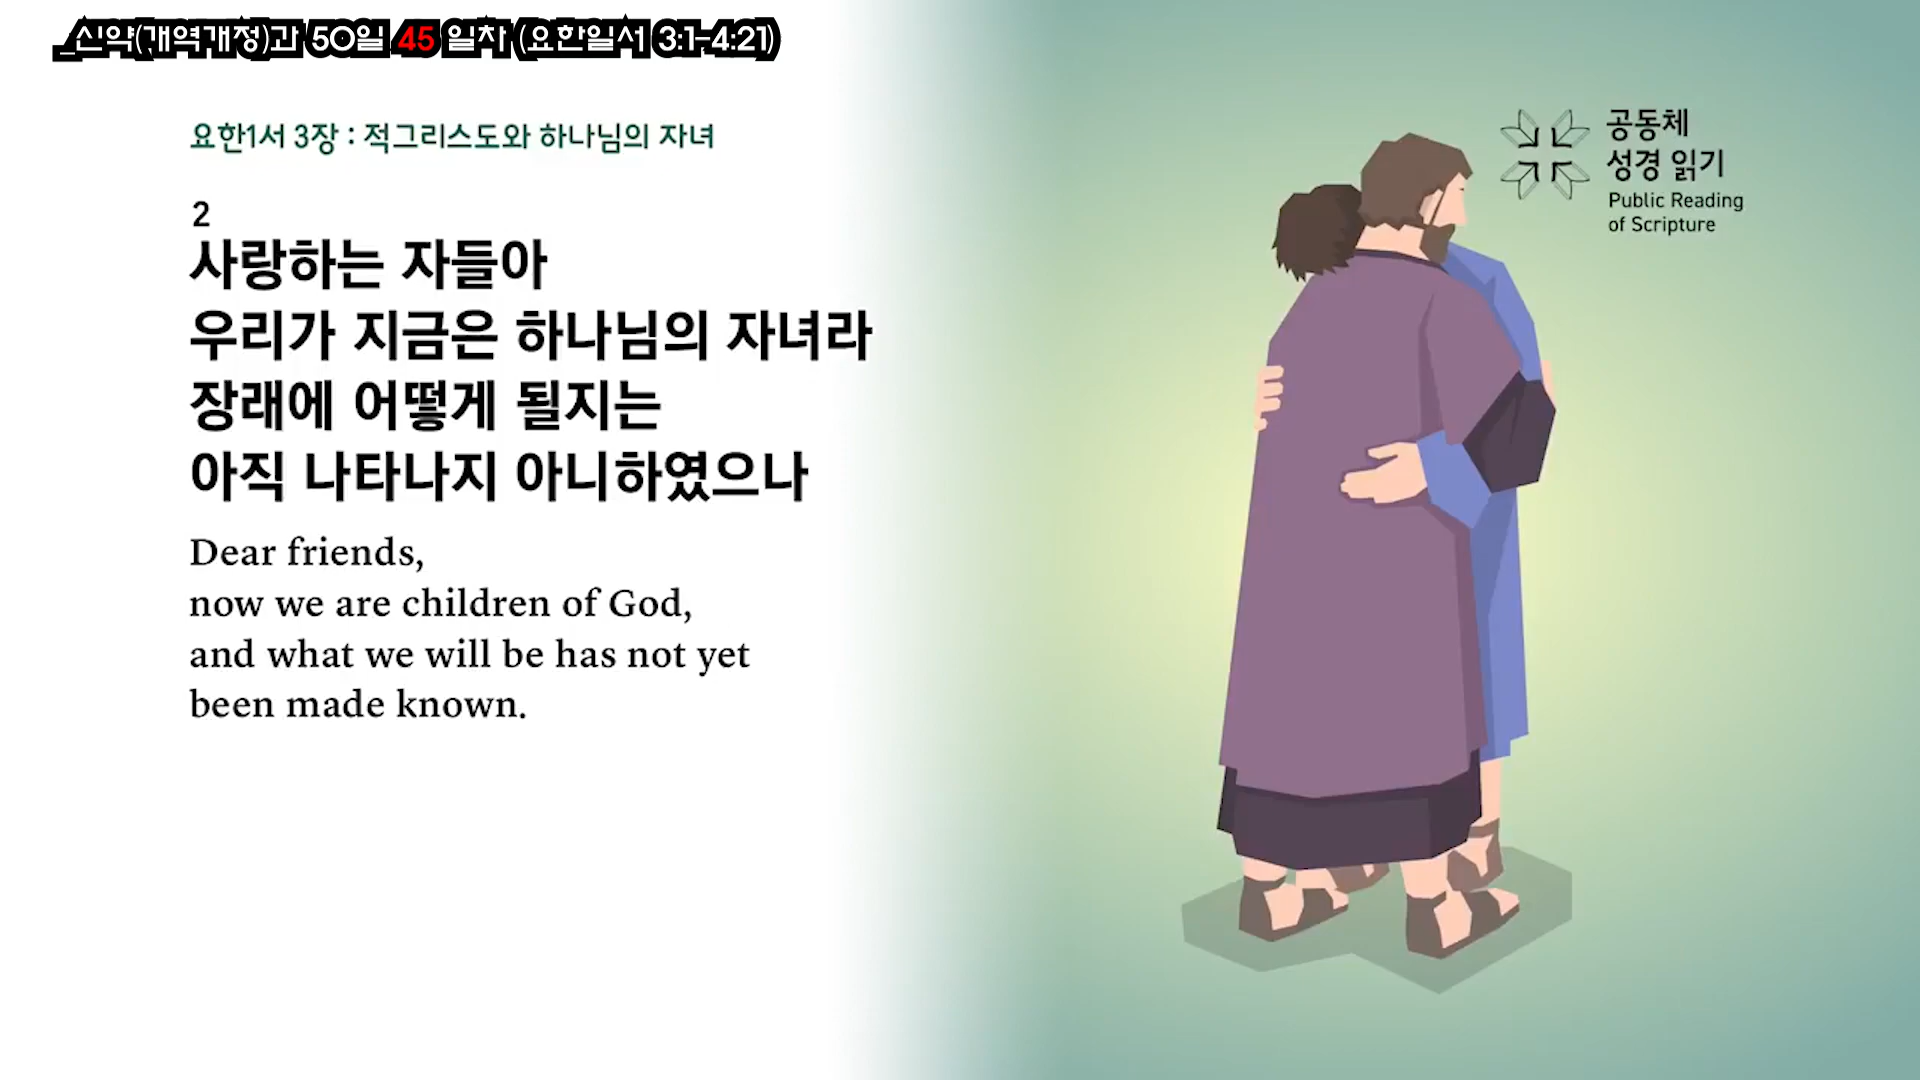 _신약(개역개정)과 50일 45 일차 (요한일서 3:1-4:21)
요한1서 3장 : 적그리스도와 하나님의 자녀
2
사랑하는 자들아
우리가 지금은 하나님의 자녀라
장래에 어떻게 될지는
아직 나타나지 아니하였으나
Dear friends,
now we are children of God,
and what we will be has not yet
been made known.
공동체
성경 읽기
Public Reading
of Scripture